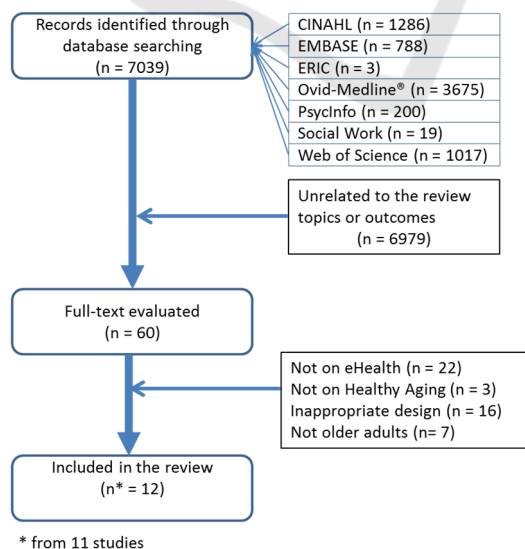 Records identified through
database searching
(n = 7039)
CINAHL (n = 1286)
EMBASE (n = 788)
ERIC (n = 3)
Ovid-Medline® (n = 3675)
PsycInfo (n = 200)
Social Work (n = 19)
Web of Science (n = 1017)
Unrelated to the review
topics or outcomes
(n = 6979)
Full-text evaluated
(n = 60)
Not on eHealth (n = 22)
Not on Healthy Aging (n = 3)
Inappropriate design (n = 16)
Not older adults (n= 7)
Included in the review
(n* = 12)
* from 11 studies